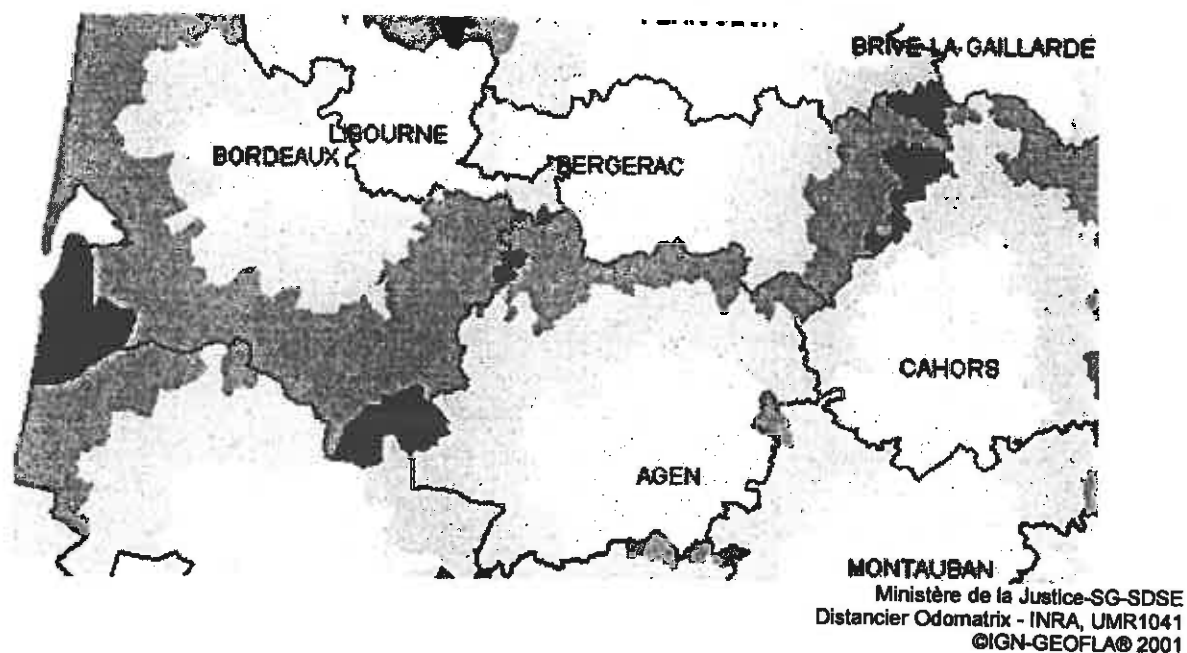 BRIVE-LA-GAILLARDE
LIBOURNE
BORDEAUX
BERGERAC
CAHORS
AGEN
MONTAUBAN
Ministère de la Justice-SG-SDSE
Distancier Odomatrix - INRA, UMR1041
©IGN-GEOFLA® 2001